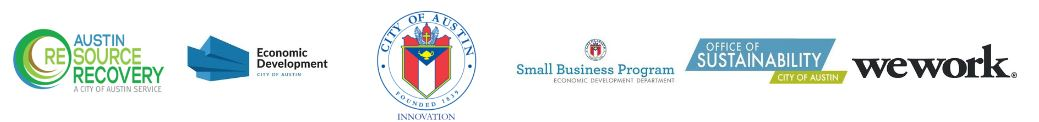 AUSTIN
RESOURCE
RECOVERY
A CITY OF AUSTIN SERVICE
Economic
Development
CITY OF AUSTIN
CITY OF AUSTIN
FOUNDED 1839
INNOVATION
Small Business Program
ECONOMIC DEVELOPMENT DEPARTMENT
OFFICE OF
SUSTAINABILITY
CITY OF AUSTIN
wework®